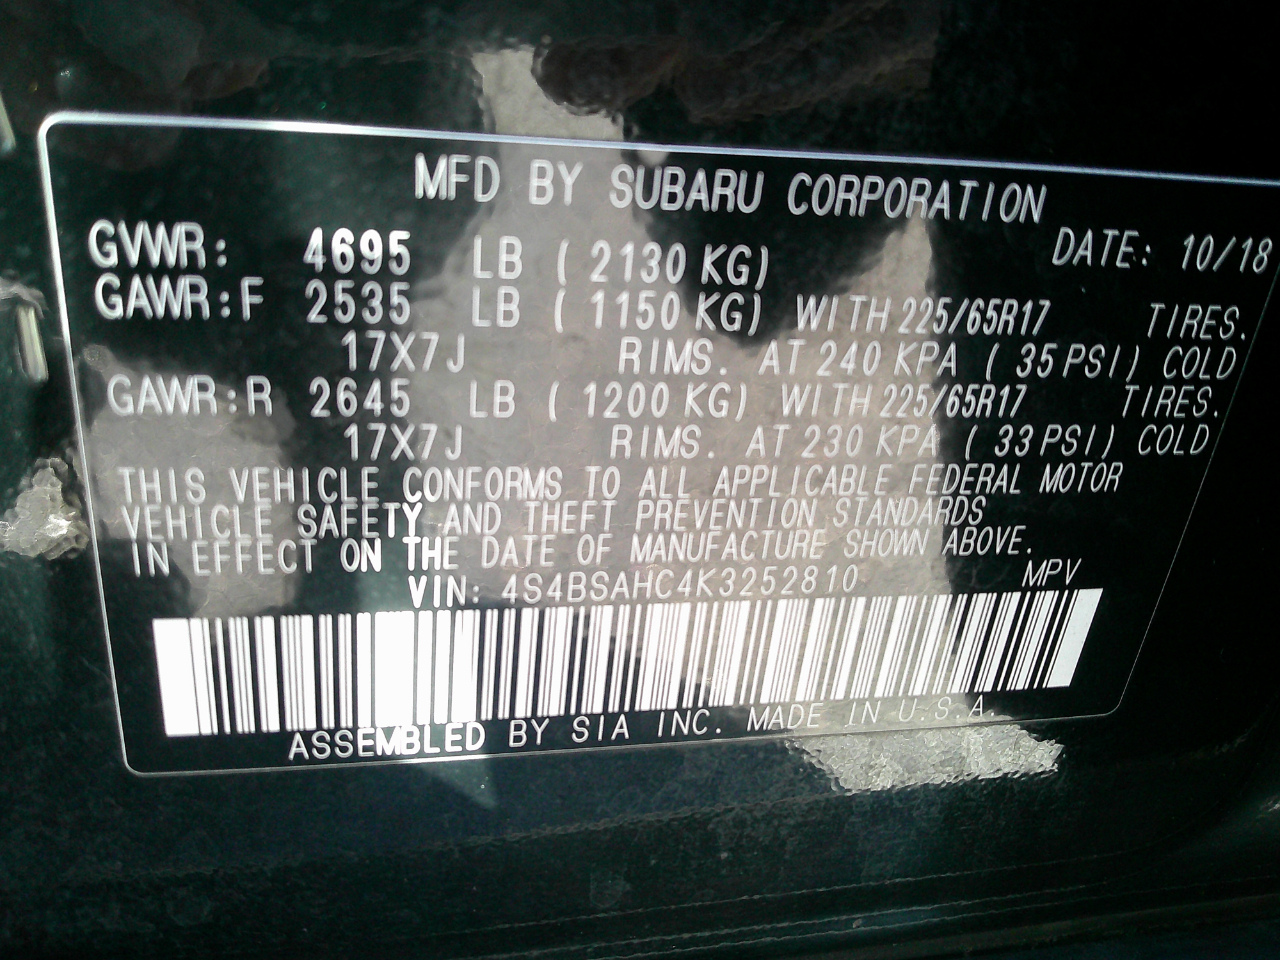 MFD BY SUBARU CORPORATION
DATE: 10/18
GVWR: 4695 LB ( 2130 KG)
GAWR:F 2535 LB ( 1150 KG) WITH 225/65R17 TIRES.
17X7J RIMS. AT 240 KPA ( 35 PSI) COLD
GAWR:R 2645 LB ( 1200 KG) WITH 225/65R17 TIRES.
17X7J RIMS. AT 230 KPA ( 33 PSI) COLD
THIS VEHICLE CONFORMS TO ALL APPLICABLE FEDERAL MOTOR
VEHICLE SAFETY AND THEFT PREVENTION STANDARDS
IN EFFECT ON THE DATE OF MANUFACTURE SHOWN ABOVE.
VIN: 4S4BSAHC4K3252810 MPV
ASSEMBLED BY SIA INC. MADE IN U.S.A.